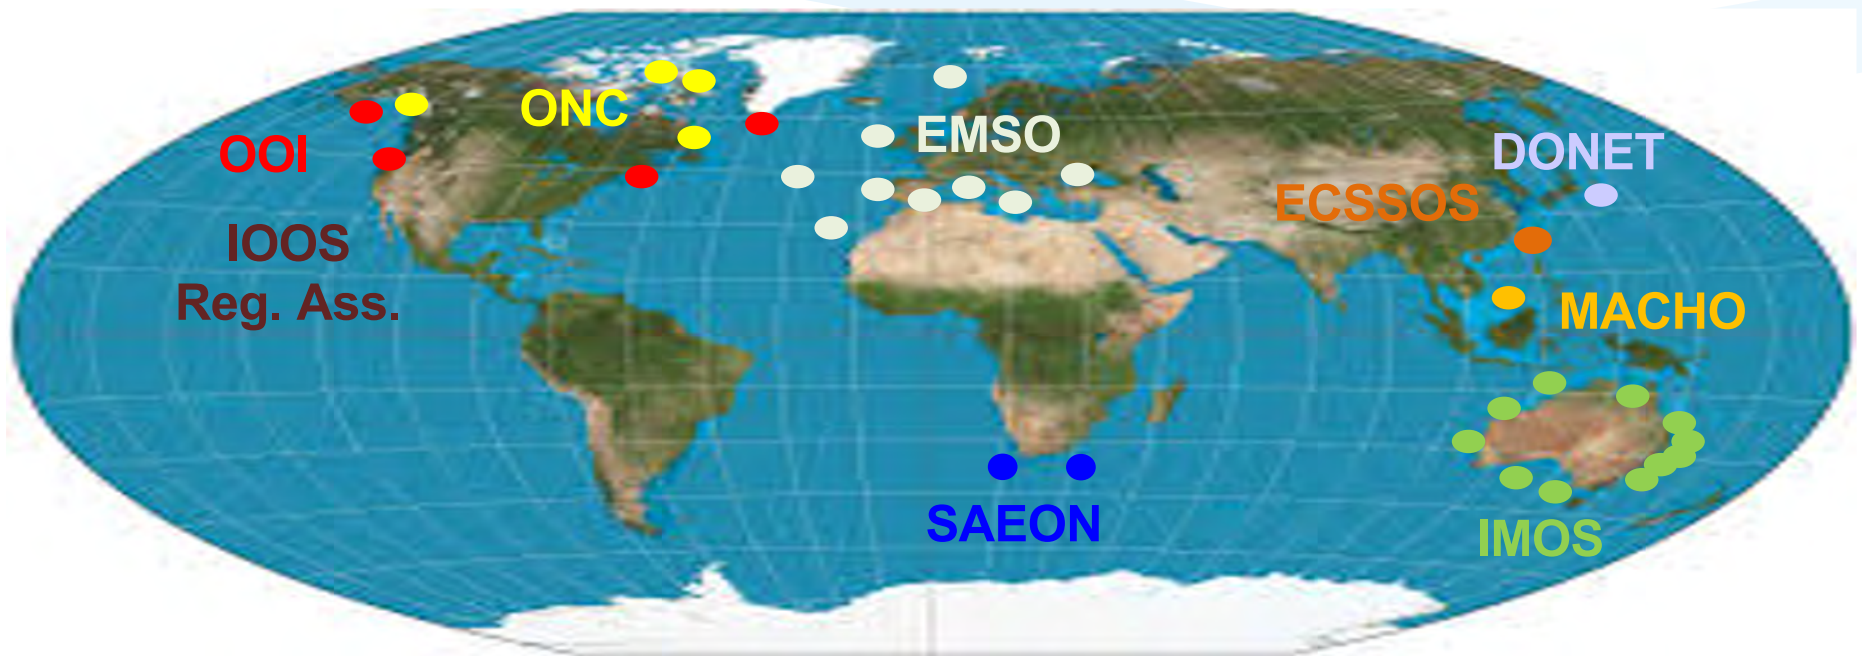 ONC
OOI
EMSO
DONET
ECSSOS
IOOS
Reg. Ass.
MACHO
SAEON
IMOS